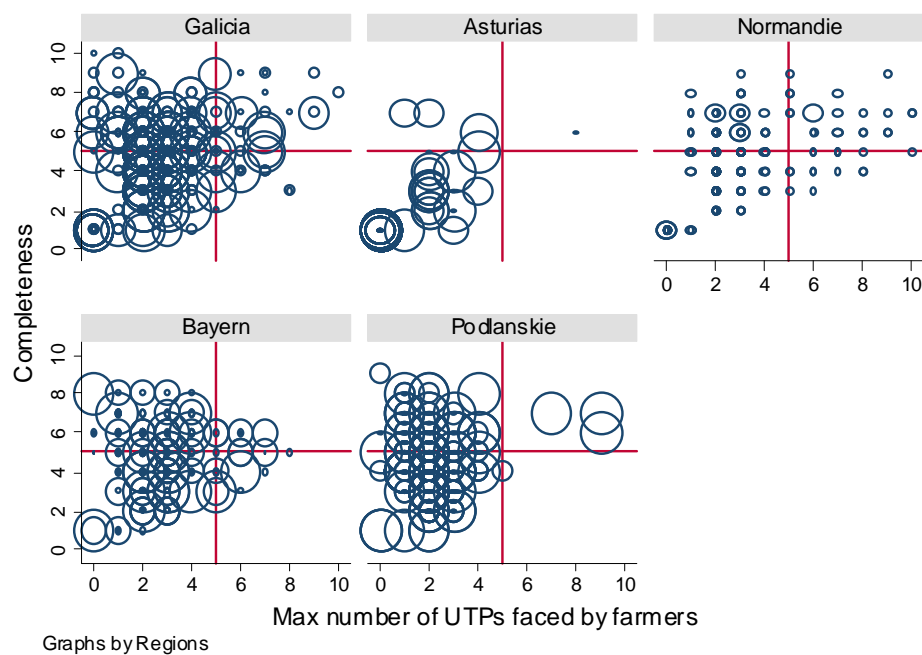 Galicia
Asturias
Normandie
10
8
6
4
2
0
0 2 4 6 8 10
Bayern
Podlanskie
10
8
6
4
2
0
0 2 4 6 8 10
0 2 4 6 8 10
Completeness
Max number of UTPs faced by farmers
Graphs by Regions